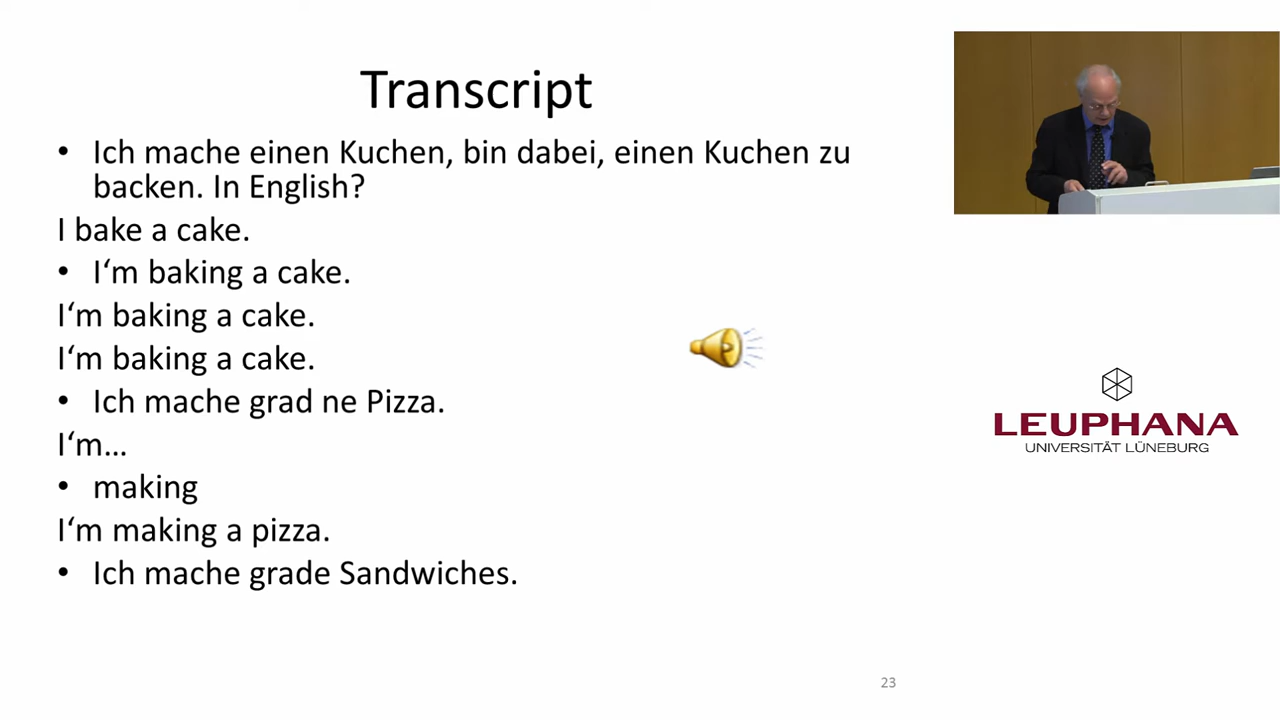 Transcript
• Ich mache einen Kuchen, bin dabei, einen Kuchen zu
backen. In English?
I bake a cake.
• I‘m baking a cake.
I‘m baking a cake.
I‘m baking a cake.
• Ich mache grad ne Pizza.
I‘m…
• making
I‘m making a pizza.
• Ich mache grade Sandwiches.
23
LEUPHANA
UNIVERSITÄT LÜNEBURG